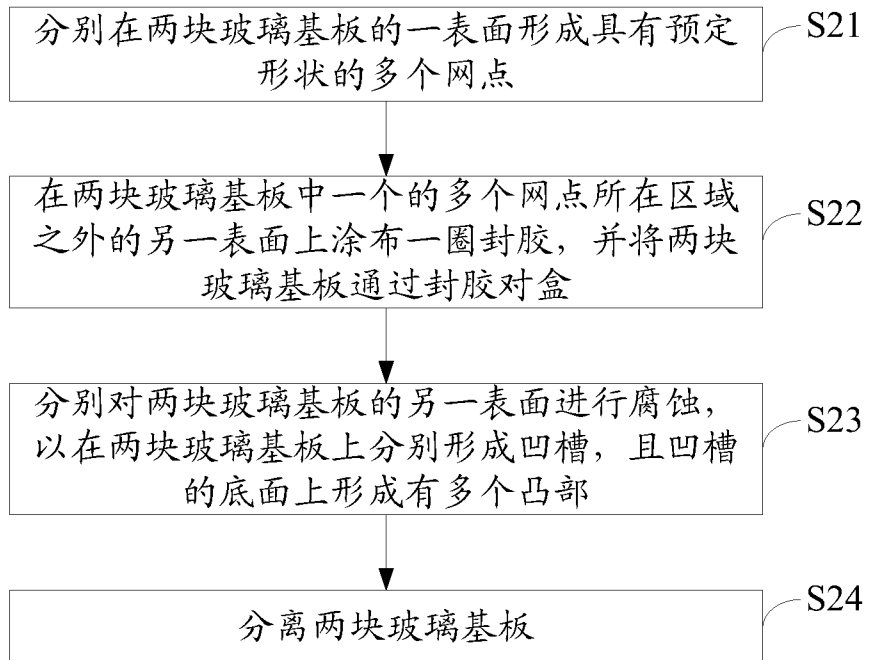 分别在两块玻璃基板的一表面形成具有预定
形状的多个网点
S21
在两块玻璃基板中一个的多个网点所在区域
之外的另一表面上涂布一圈封胶，并将两块
玻璃基板通过封胶对盒
S22
分别对两块玻璃基板的另一表面进行腐蚀，
以在两块玻璃基板上分别形成凹槽，且凹槽
的底面上形成有多个凸部
S23
分离两块玻璃基板
S24